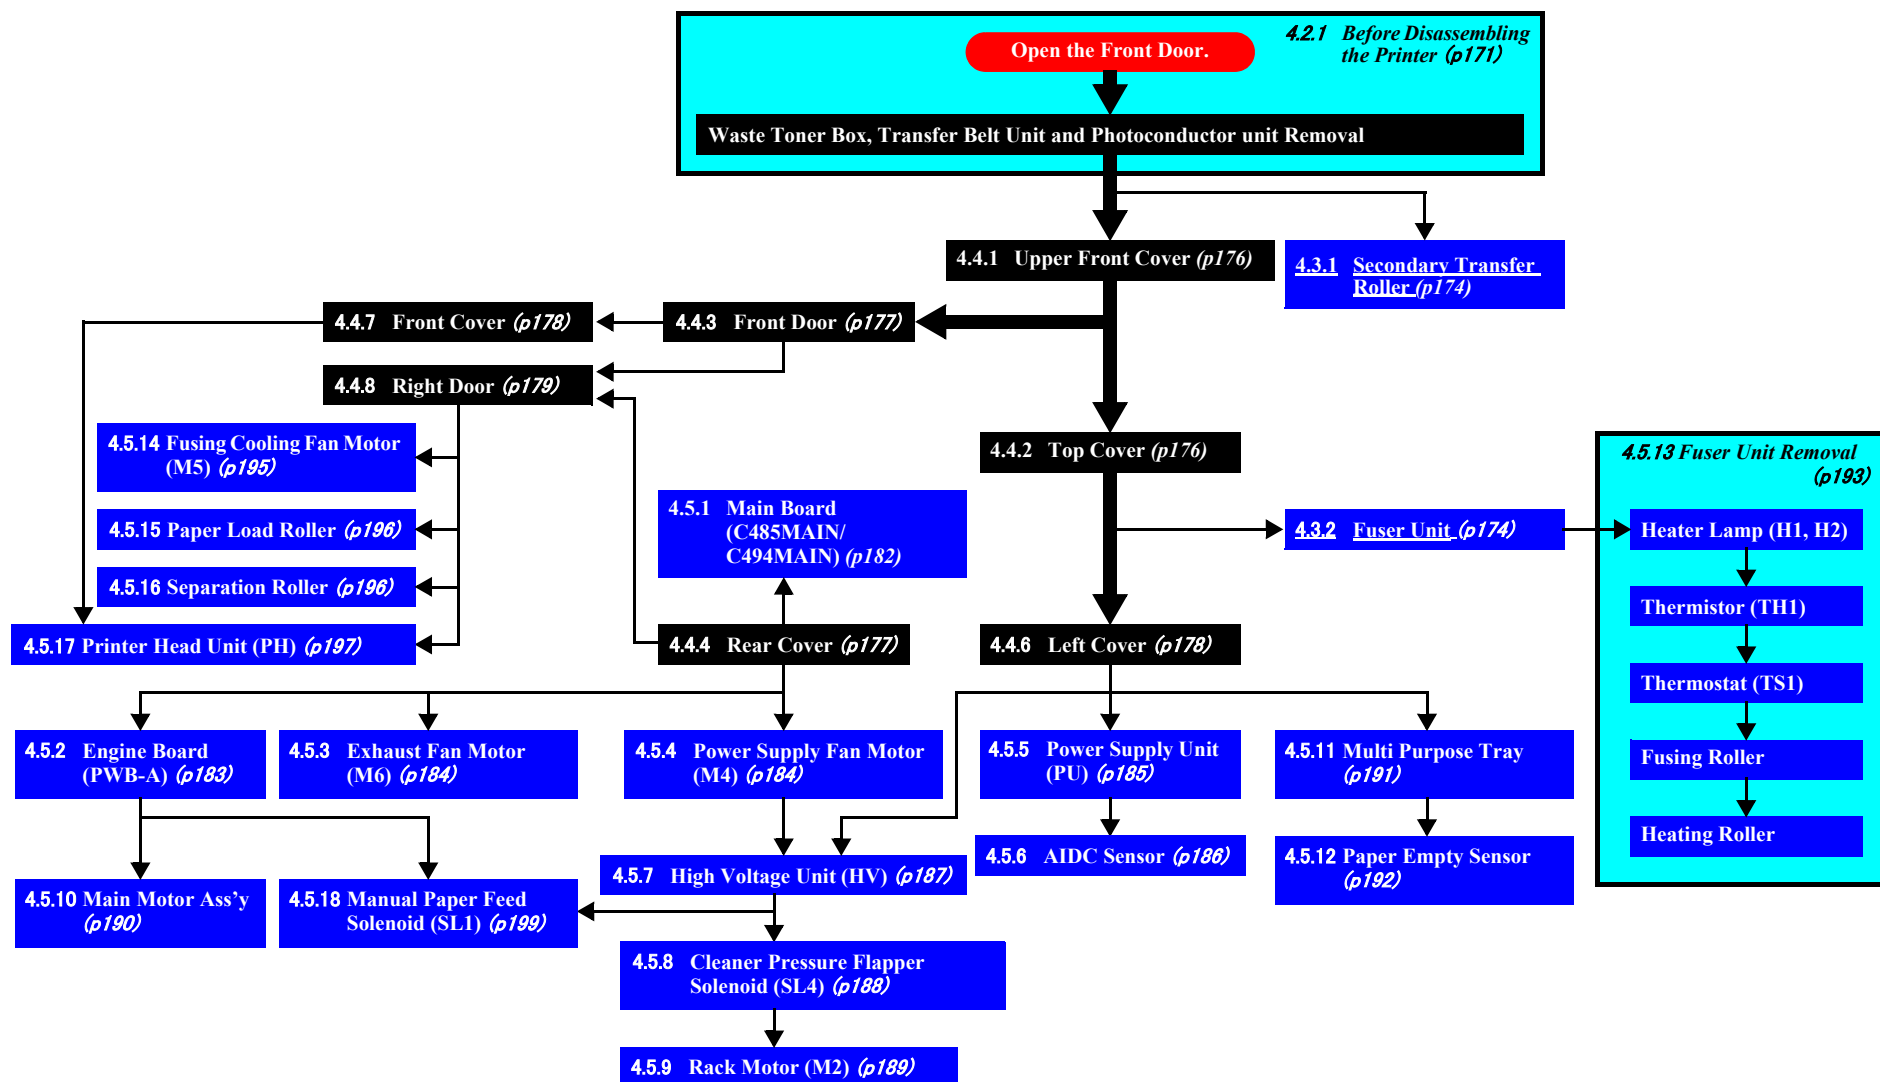 4.2.1 Before Disassembling
the Printer (p171)
Open the Front Door.
Waste Toner Box, Transfer Belt Unit and Photoconductor unit Removal
4.4.1 Upper Front Cover (p176)
4.3.1 Secondary Transfer
Roller (p174)
4.4.7 Front Cover (p178)
4.4.3 Front Door (p177)
4.4.8 Right Door (p179)
4.5.14 Fusing Cooling Fan Motor
(M5) (p195)
4.5.15 Paper Load Roller (p196)
4.5.16 Separation Roller (p196)
4.5.17 Printer Head Unit (PH) (p197)
4.5.1 Main Board
(C485MAIN/
C494MAIN) (p182)
4.4.2 Top Cover (p176)
4.3.2 Fuser Unit (p174)
4.5.13 Fuser Unit Removal
(p193)
Heater Lamp (H1, H2)
Thermistor (TH1)
Thermostat (TS1)
Fusing Roller
Heating Roller
4.4.4 Rear Cover (p177)
4.4.6 Left Cover (p178)
4.5.2 Engine Board
(PWB-A) (p183)
4.5.3 Exhaust Fan Motor
(M6) (p184)
4.5.4 Power Supply Fan Motor
(M4) (p184)
4.5.5 Power Supply Unit
(PU) (p185)
4.5.11 Multi Purpose Tray
(p191)
4.5.6 AIDC Sensor (p186)
4.5.12 Paper Empty Sensor
(p192)
4.5.7 High Voltage Unit (HV) (p187)
4.5.10 Main Motor Ass'y
(p190)
4.5.18 Manual Paper Feed
Solenoid (SL1) (p199)
4.5.8 Cleaner Pressure Flapper
Solenoid (SL4) (p188)
4.5.9 Rack Motor (M2) (p189)